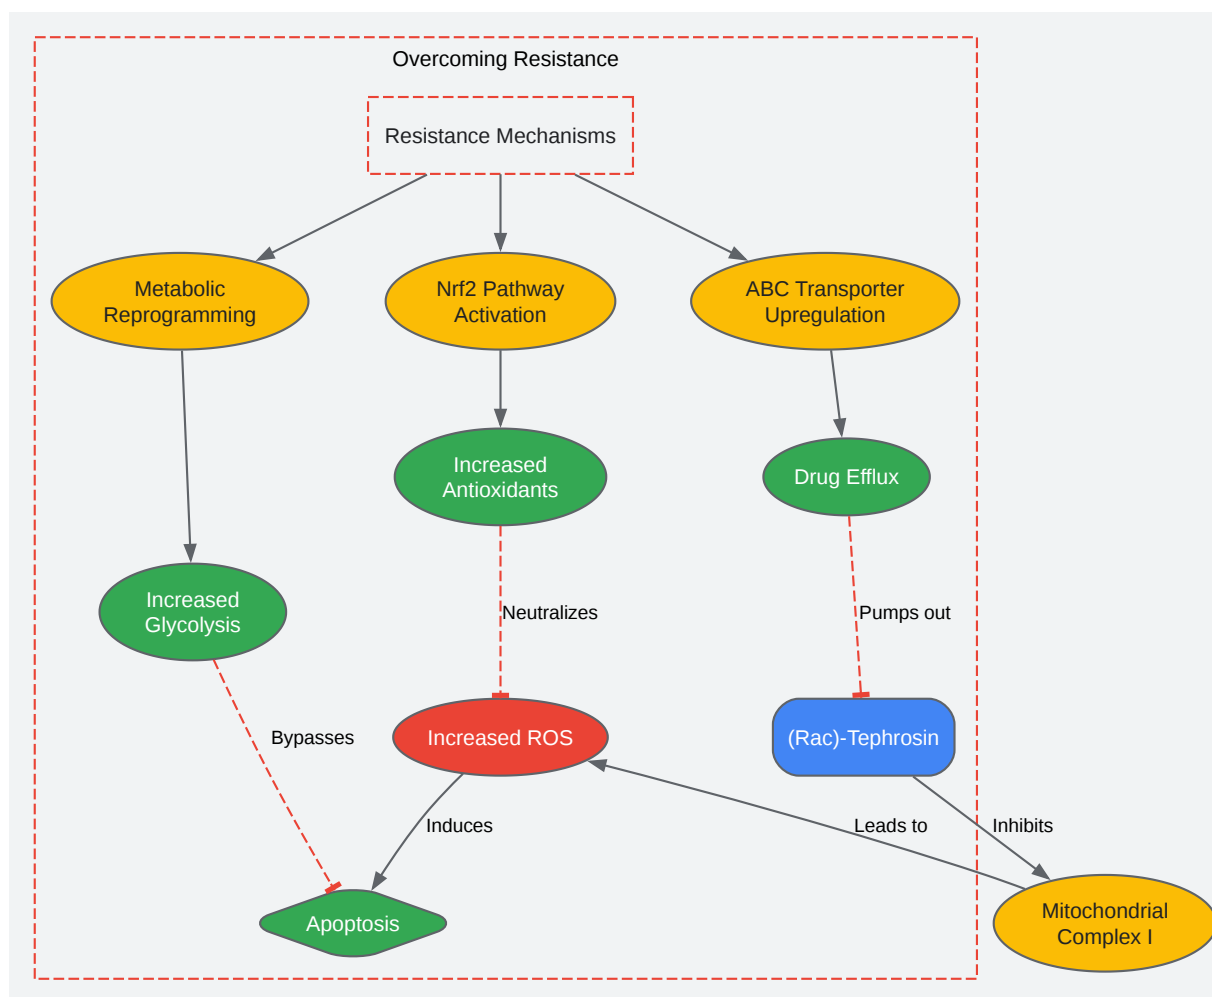 Overcoming Resistance
Resistance Mechanisms
Metabolic
Reprogramming
Nrf2 Pathway
Activation
ABC Transporter
Upregulation
Increased
Antioxidants
Drug Efflux
Increased
Glycolysis
Neutralizes
Pumps out
Bypasses
Increased ROS
(Rac)-Tephrosin
Induces
Leads to
Inhibits
Apoptosis
Mitochondrial
Complex I